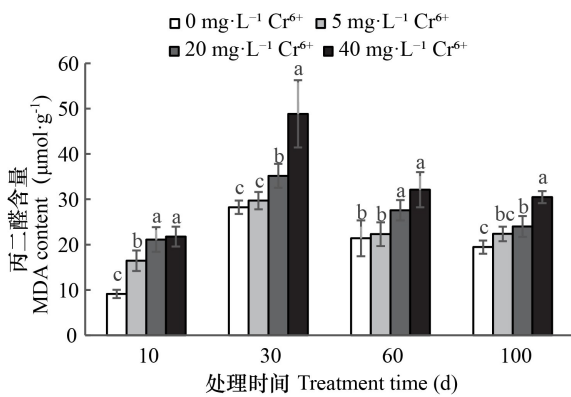 0 mg·L⁻¹ Cr⁶⁺ 5 mg·L⁻¹ Cr⁶⁺
20 mg·L⁻¹ Cr⁶⁺ 40 mg·L⁻¹ Cr⁶⁺
丙二醛含量
MDA content (μmol·g⁻¹)
60
50
40
30
20
10
0
c b a a
c c b a
b b a a
c bc b a
10 30 60 100
处理时间 Treatment time (d)